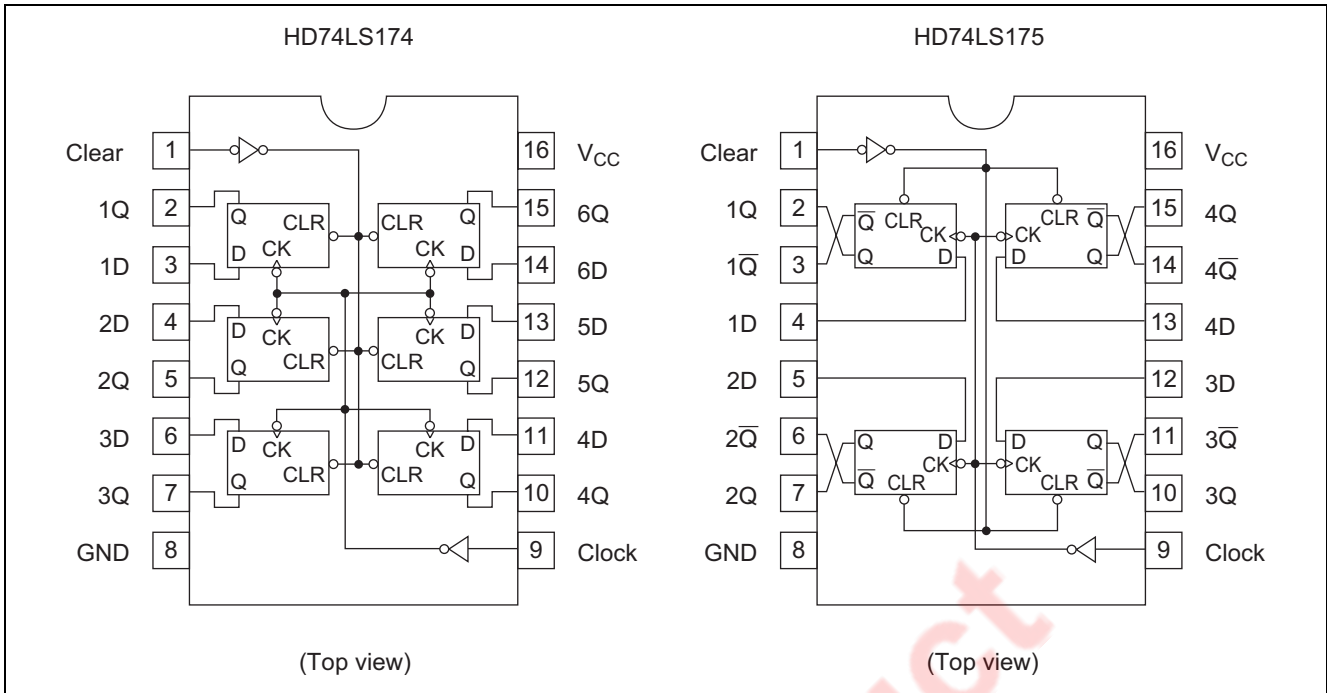 HD74LS174
Clear 1 16 VCC
1Q 2 Q CLR CLR Q 15 6Q
1D 3 D CK CK D 14 6D
2D 4 D CK CK D 13 5D
2Q 5 Q CLR CLR Q 12 5Q
3D 6 D CK CK D 11 4D
3Q 7 Q CLR CLR Q 10 4Q
GND 8 9 Clock
(Top view)
HD74LS175
Clear 1 16 VCC
1Q 2 Q̅ CLR CLR Q̅ 15 4Q
CK CK
1Q̅ 3 Q D D Q 14 4Q̅
1D 4 13 4D
2D 5 12 3D
2Q̅ 6 Q D D Q 11 3Q̅
CK CK
2Q 7 Q̅ CLR CLR Q̅ 10 3Q
GND 8 9 Clock
(Top view)
uct